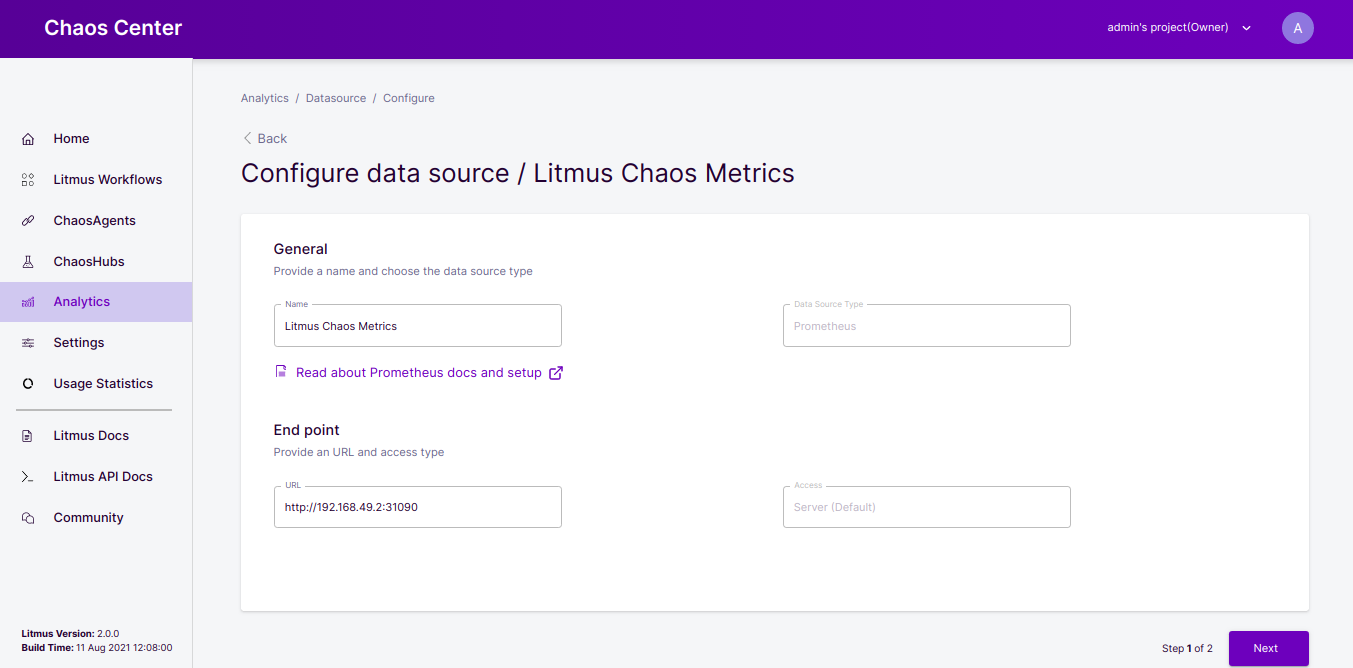 Chaos Center
admin's project(Owner)
A
Home
Litmus Workflows
ChaosAgents
ChaosHubs
Analytics
Settings
Usage Statistics
Litmus Docs
Litmus API Docs
Community
Litmus Version: 2.0.0
Build Time: 11 Aug 2021 12:08:00
Analytics / Datasource / Configure
Back
Configure data source / Litmus Chaos Metrics
General
Provide a name and choose the data source type
Name
Litmus Chaos Metrics
Data Source Type
Prometheus
Read about Prometheus docs and setup
End point
Provide an URL and access type
URL
http://192.168.49.2:31090
Access
Server (Default)
Step 1 of 2
Next